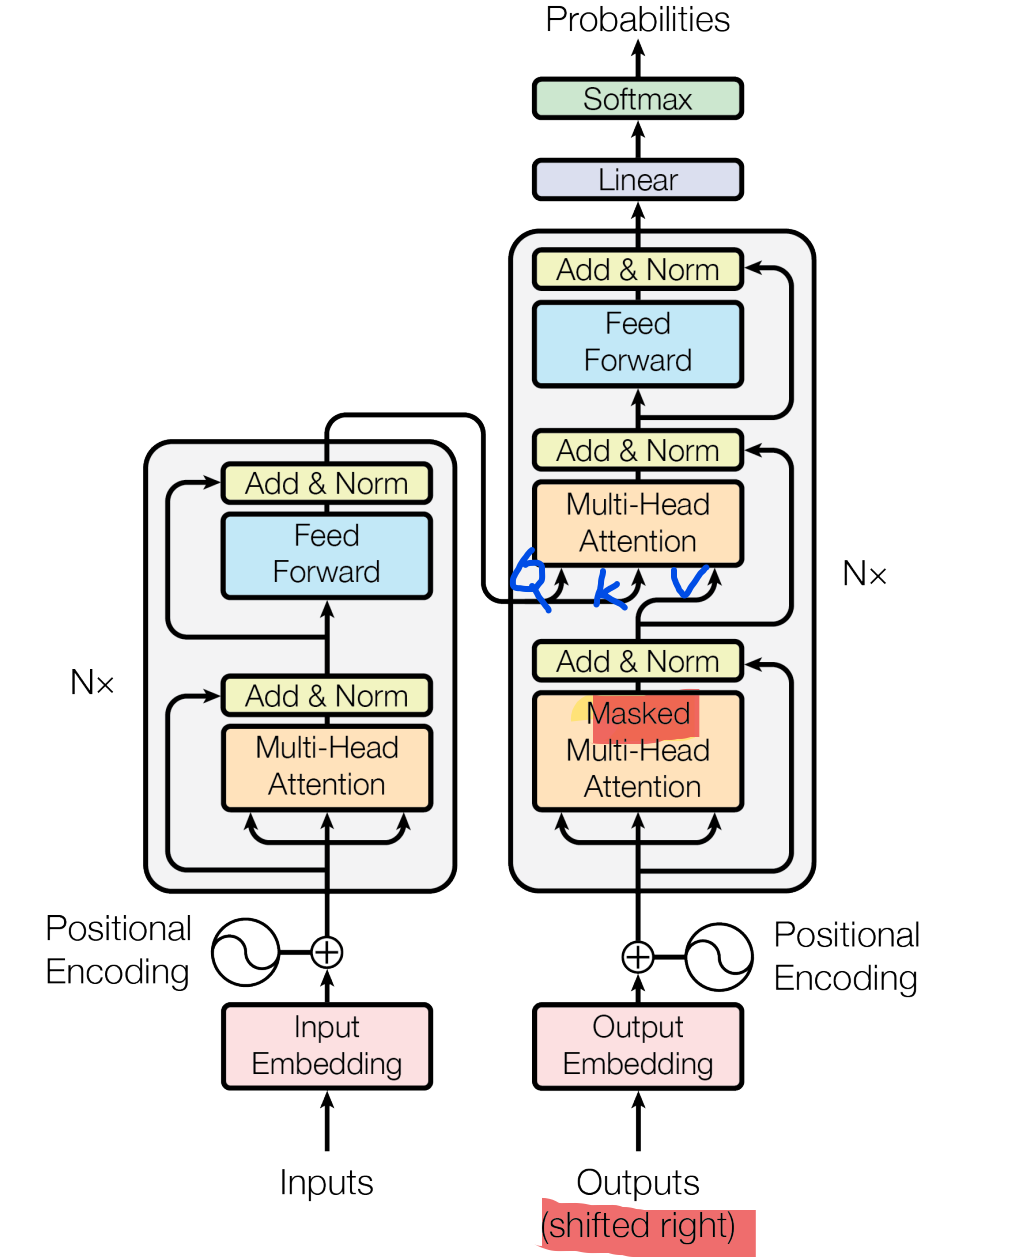 Probabilities
Softmax
Linear
Add & Norm
Feed
Forward
Add & Norm
Multi-Head
Attention
Q K V
Add & Norm
Masked
Multi-Head
Attention
N×
Add & Norm
Feed
Forward
Add & Norm
Multi-Head
Attention
N×
Positional
Encoding
Input
Embedding
Inputs
Positional
Encoding
Output
Embedding
Outputs
(shifted right)